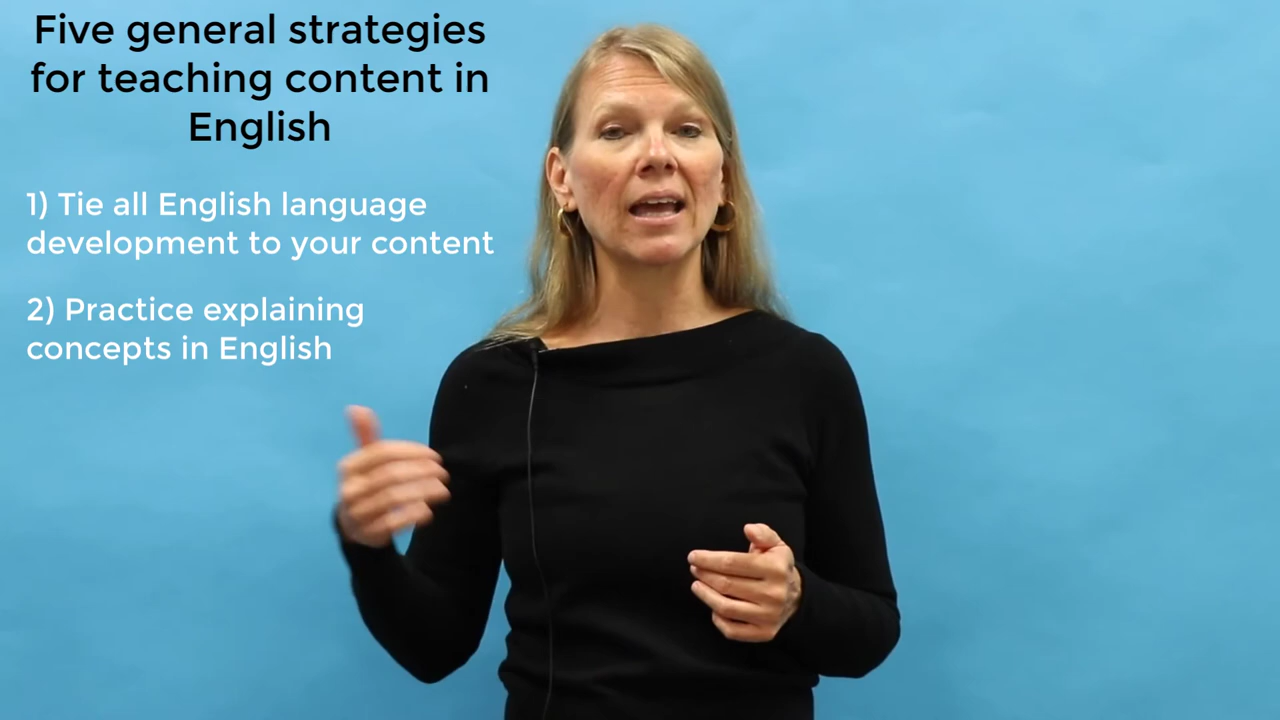 Five general strategies
for teaching content in
English
1) Tie all English language
development to your content
2) Practice explaining
concepts in English